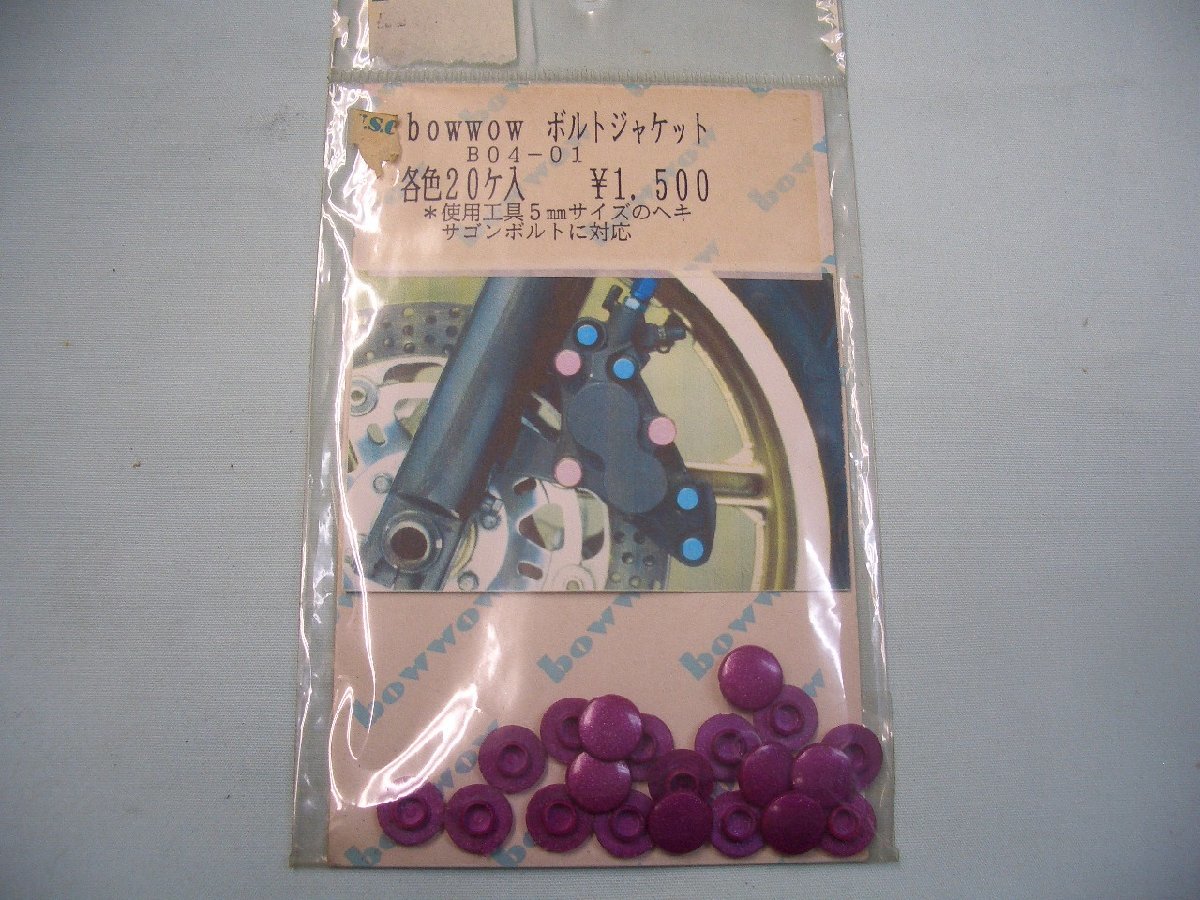 .S.C
bowwow ボルトジャケット
B04-01
各色20ケ入 ¥1,500
*使用工具5㎜サイズのヘキ
サゴンボルトに対応
bowwow
bowwow
bowwow
bowwow